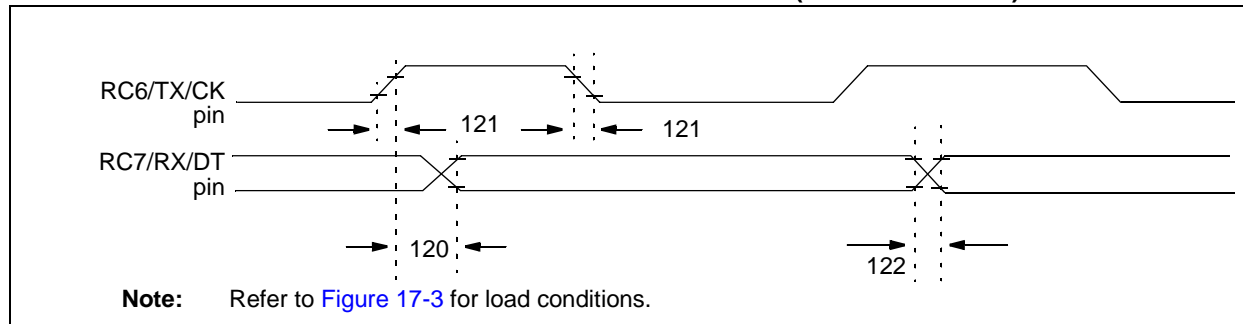 RC6/TX/CK
pin
121
121
RC7/RX/DT
pin
120
122
Note: Refer to Figure 17-3 for load conditions.